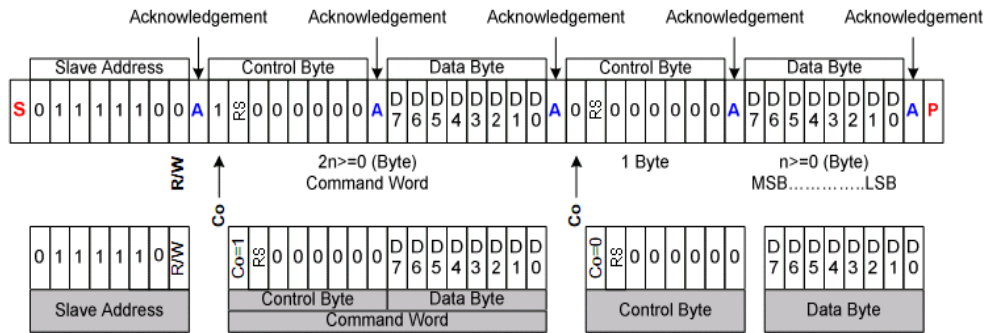 Acknowledgement Acknowledgement Acknowledgement Acknowledgement Acknowledgement
Slave Address Control Byte Data Byte Control Byte Data Byte
S 0 1 1 1 1 1 0 0 A 1 RS 0 0 0 0 0 0 A D7 D6 D5 D4 D3 D2 D1 D0 A 0 RS 0 0 0 0 0 0 A D7 D6 D5 D4 D3 D2 D1 D0 A P
R/W 2n>=0 (Byte) 1 Byte n>=0 (Byte)
Command Word MSB..............LSB
Co Co
0 1 1 1 1 1 0 R/W Co=1 RS 0 0 0 0 0 0 D7 D6 D5 D4 D3 D2 D1 D0 Co=0 RS 0 0 0 0 0 0 D7 D6 D5 D4 D3 D2 D1 D0
Slave Address Control Byte Data Byte Control Byte Data Byte
Command Word